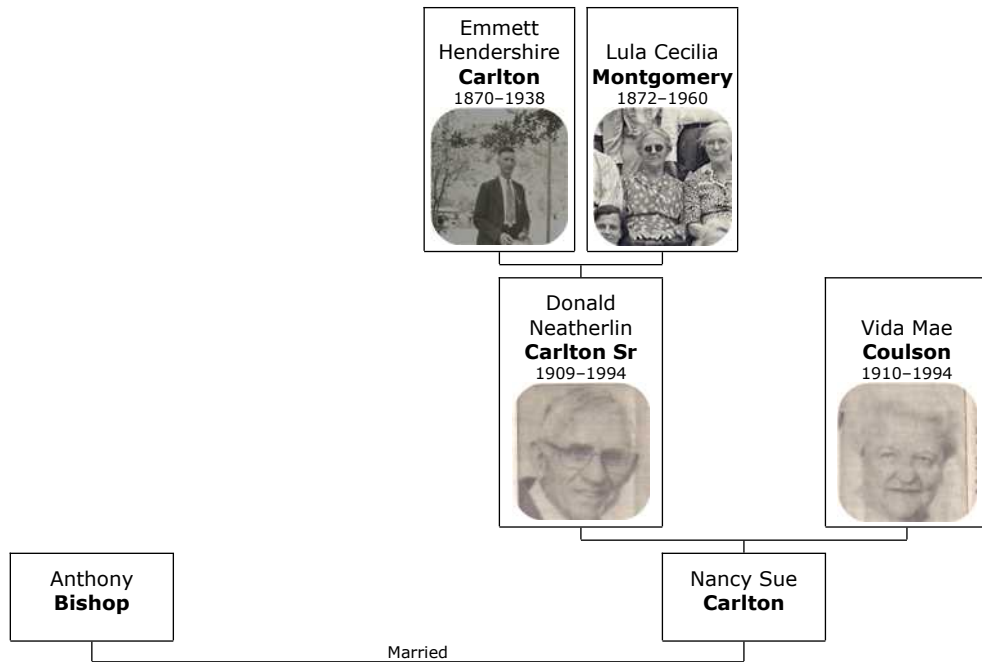 Emmett
Hendershire
Carlton
1870–1938
Lula Cecilia
Montgomery
1872–1960
Donald
Neatherlin
Carlton Sr
1909–1994
Vida Mae
Coulson
1910–1994
Anthony
Bishop
Nancy Sue
Carlton
Married